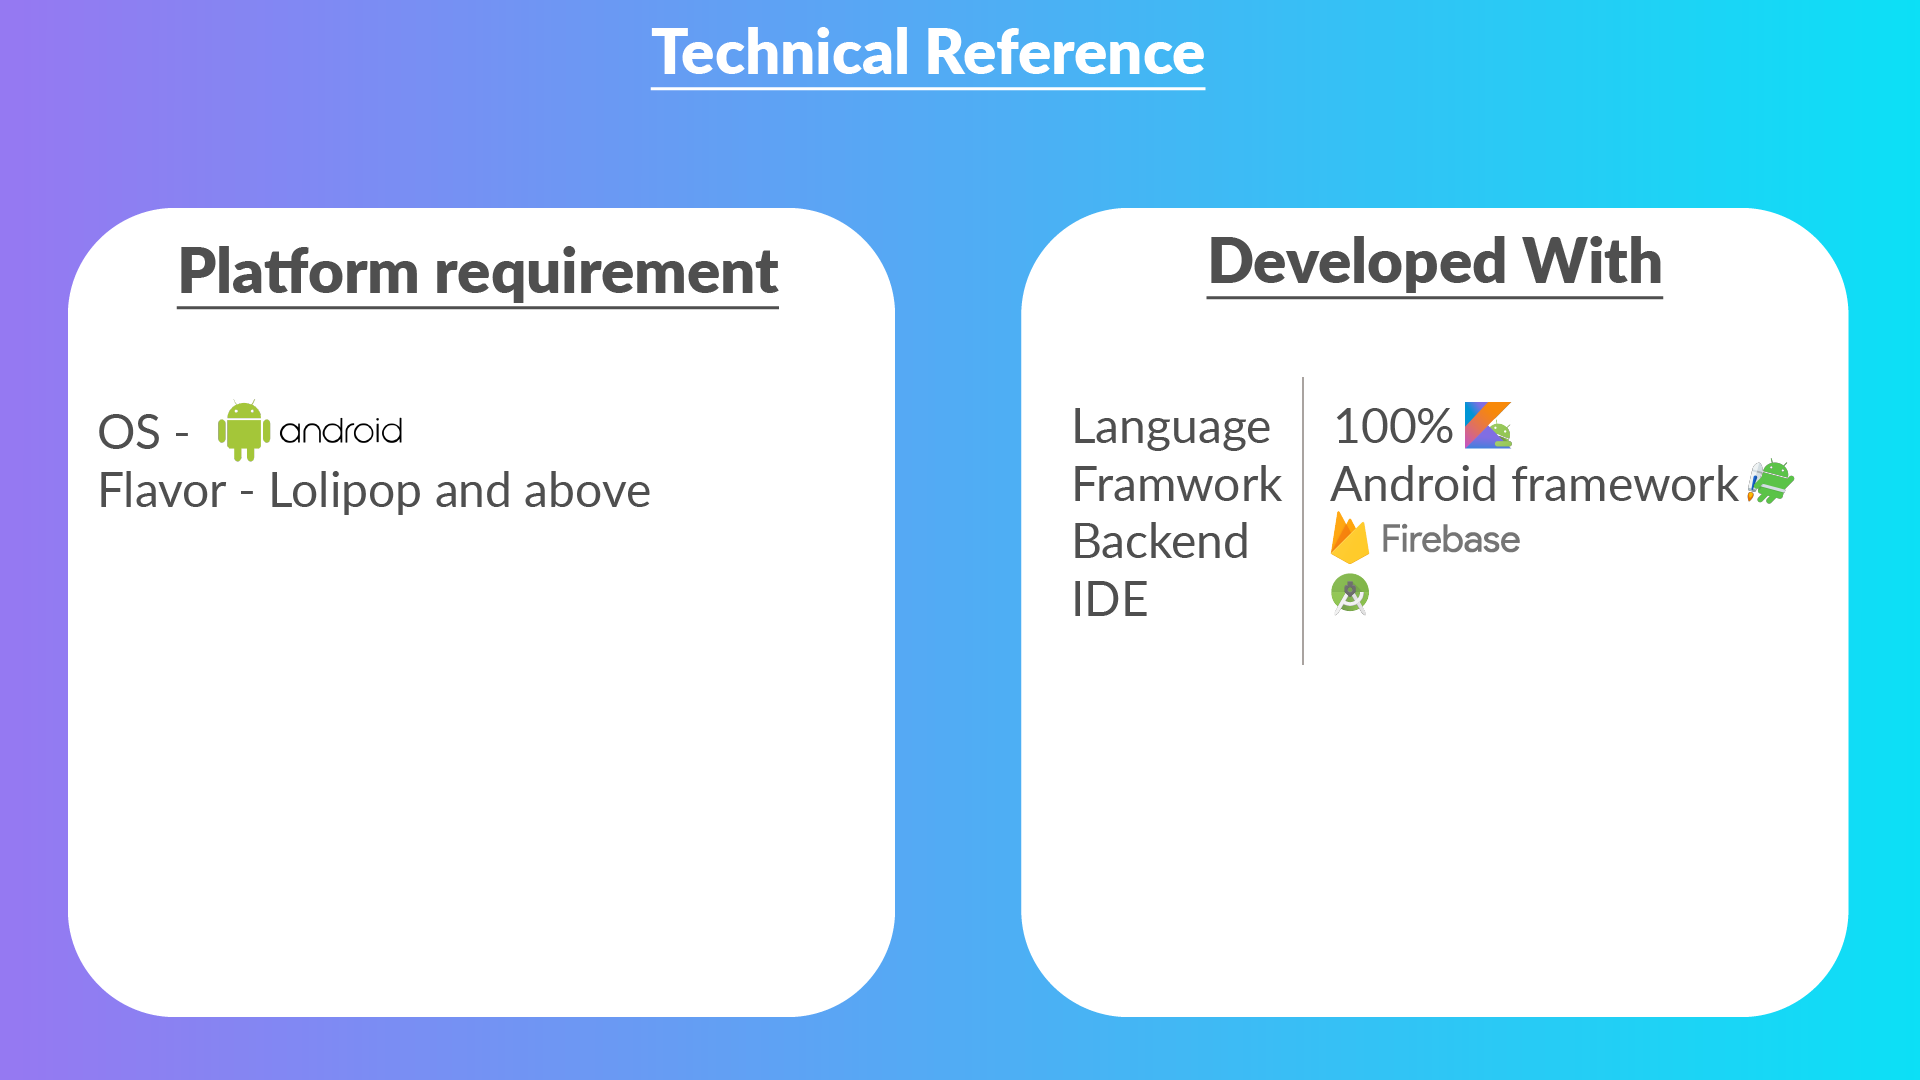 Technical Reference
Platform requirement
OS - android
Flavor - Lolipop and above
Developed With
Language 100%
Framwork Android framework
Backend Firebase
IDE